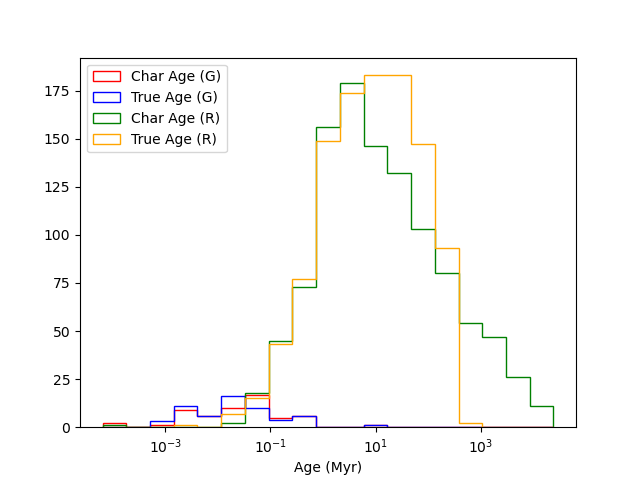 Char Age (G)
True Age (G)
Char Age (R)
True Age (R)
175
150
125
100
75
50
25
0
10⁻³
10⁻¹
10¹
10³
Age (Myr)